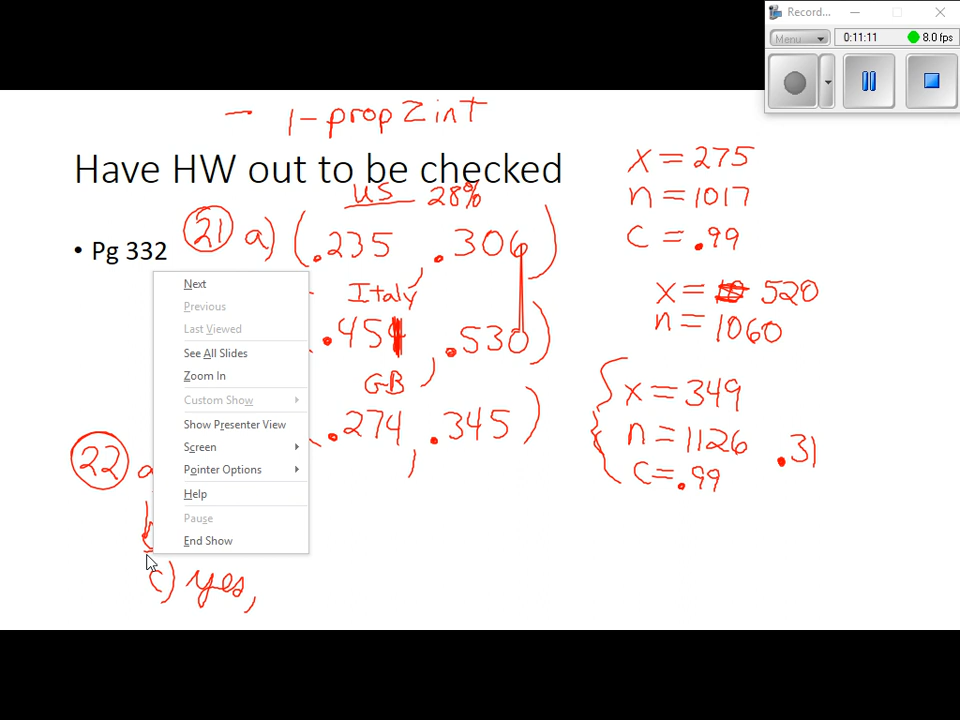 Record...
Menu
0:11:11
8.0 fps
- 1-prop Z int
Have HW out to be checked
US 28%
• Pg 332
21 a) (.235, .306)
x = 275
n = 1017
c = .99
Italy
.454, .530)
x = 520
n = 1060
GB
(.274, .345)
x = 349
n = 1126
c = .99
.31
22 a
c) yes,
Next
Previous
Last Viewed
See All Slides
Zoom In
Custom Show
Show Presenter View
Screen
Pointer Options
Help
Pause
End Show